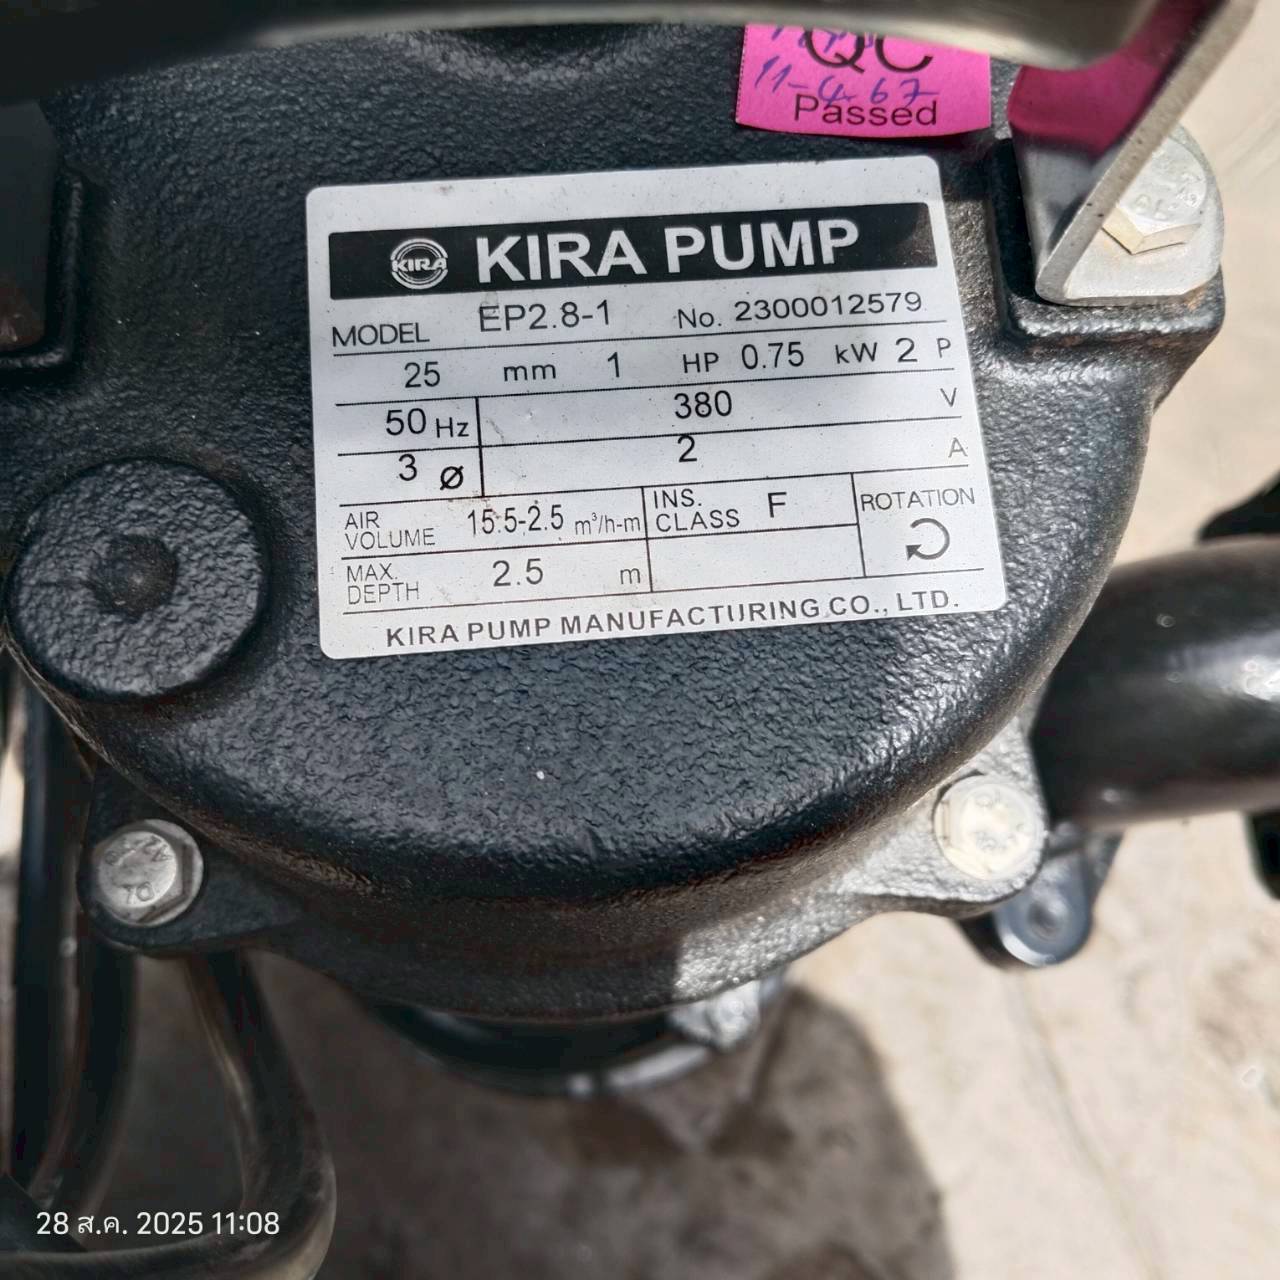 QC
11-4-67
Passed
KIRA KIRA PUMP
MODEL EP2.8-1 No. 2300012579
25 mm 1 HP 0.75 kW 2 P
50 Hz 380 V
3 ø 2 A
AIR VOLUME 15.5-2.5 m³/h-m INS. CLASS F ROTATION
MAX. DEPTH 2.5 m
KIRA PUMP MANUFACTURING CO., LTD.
28 ส.ค. 2025 11:08